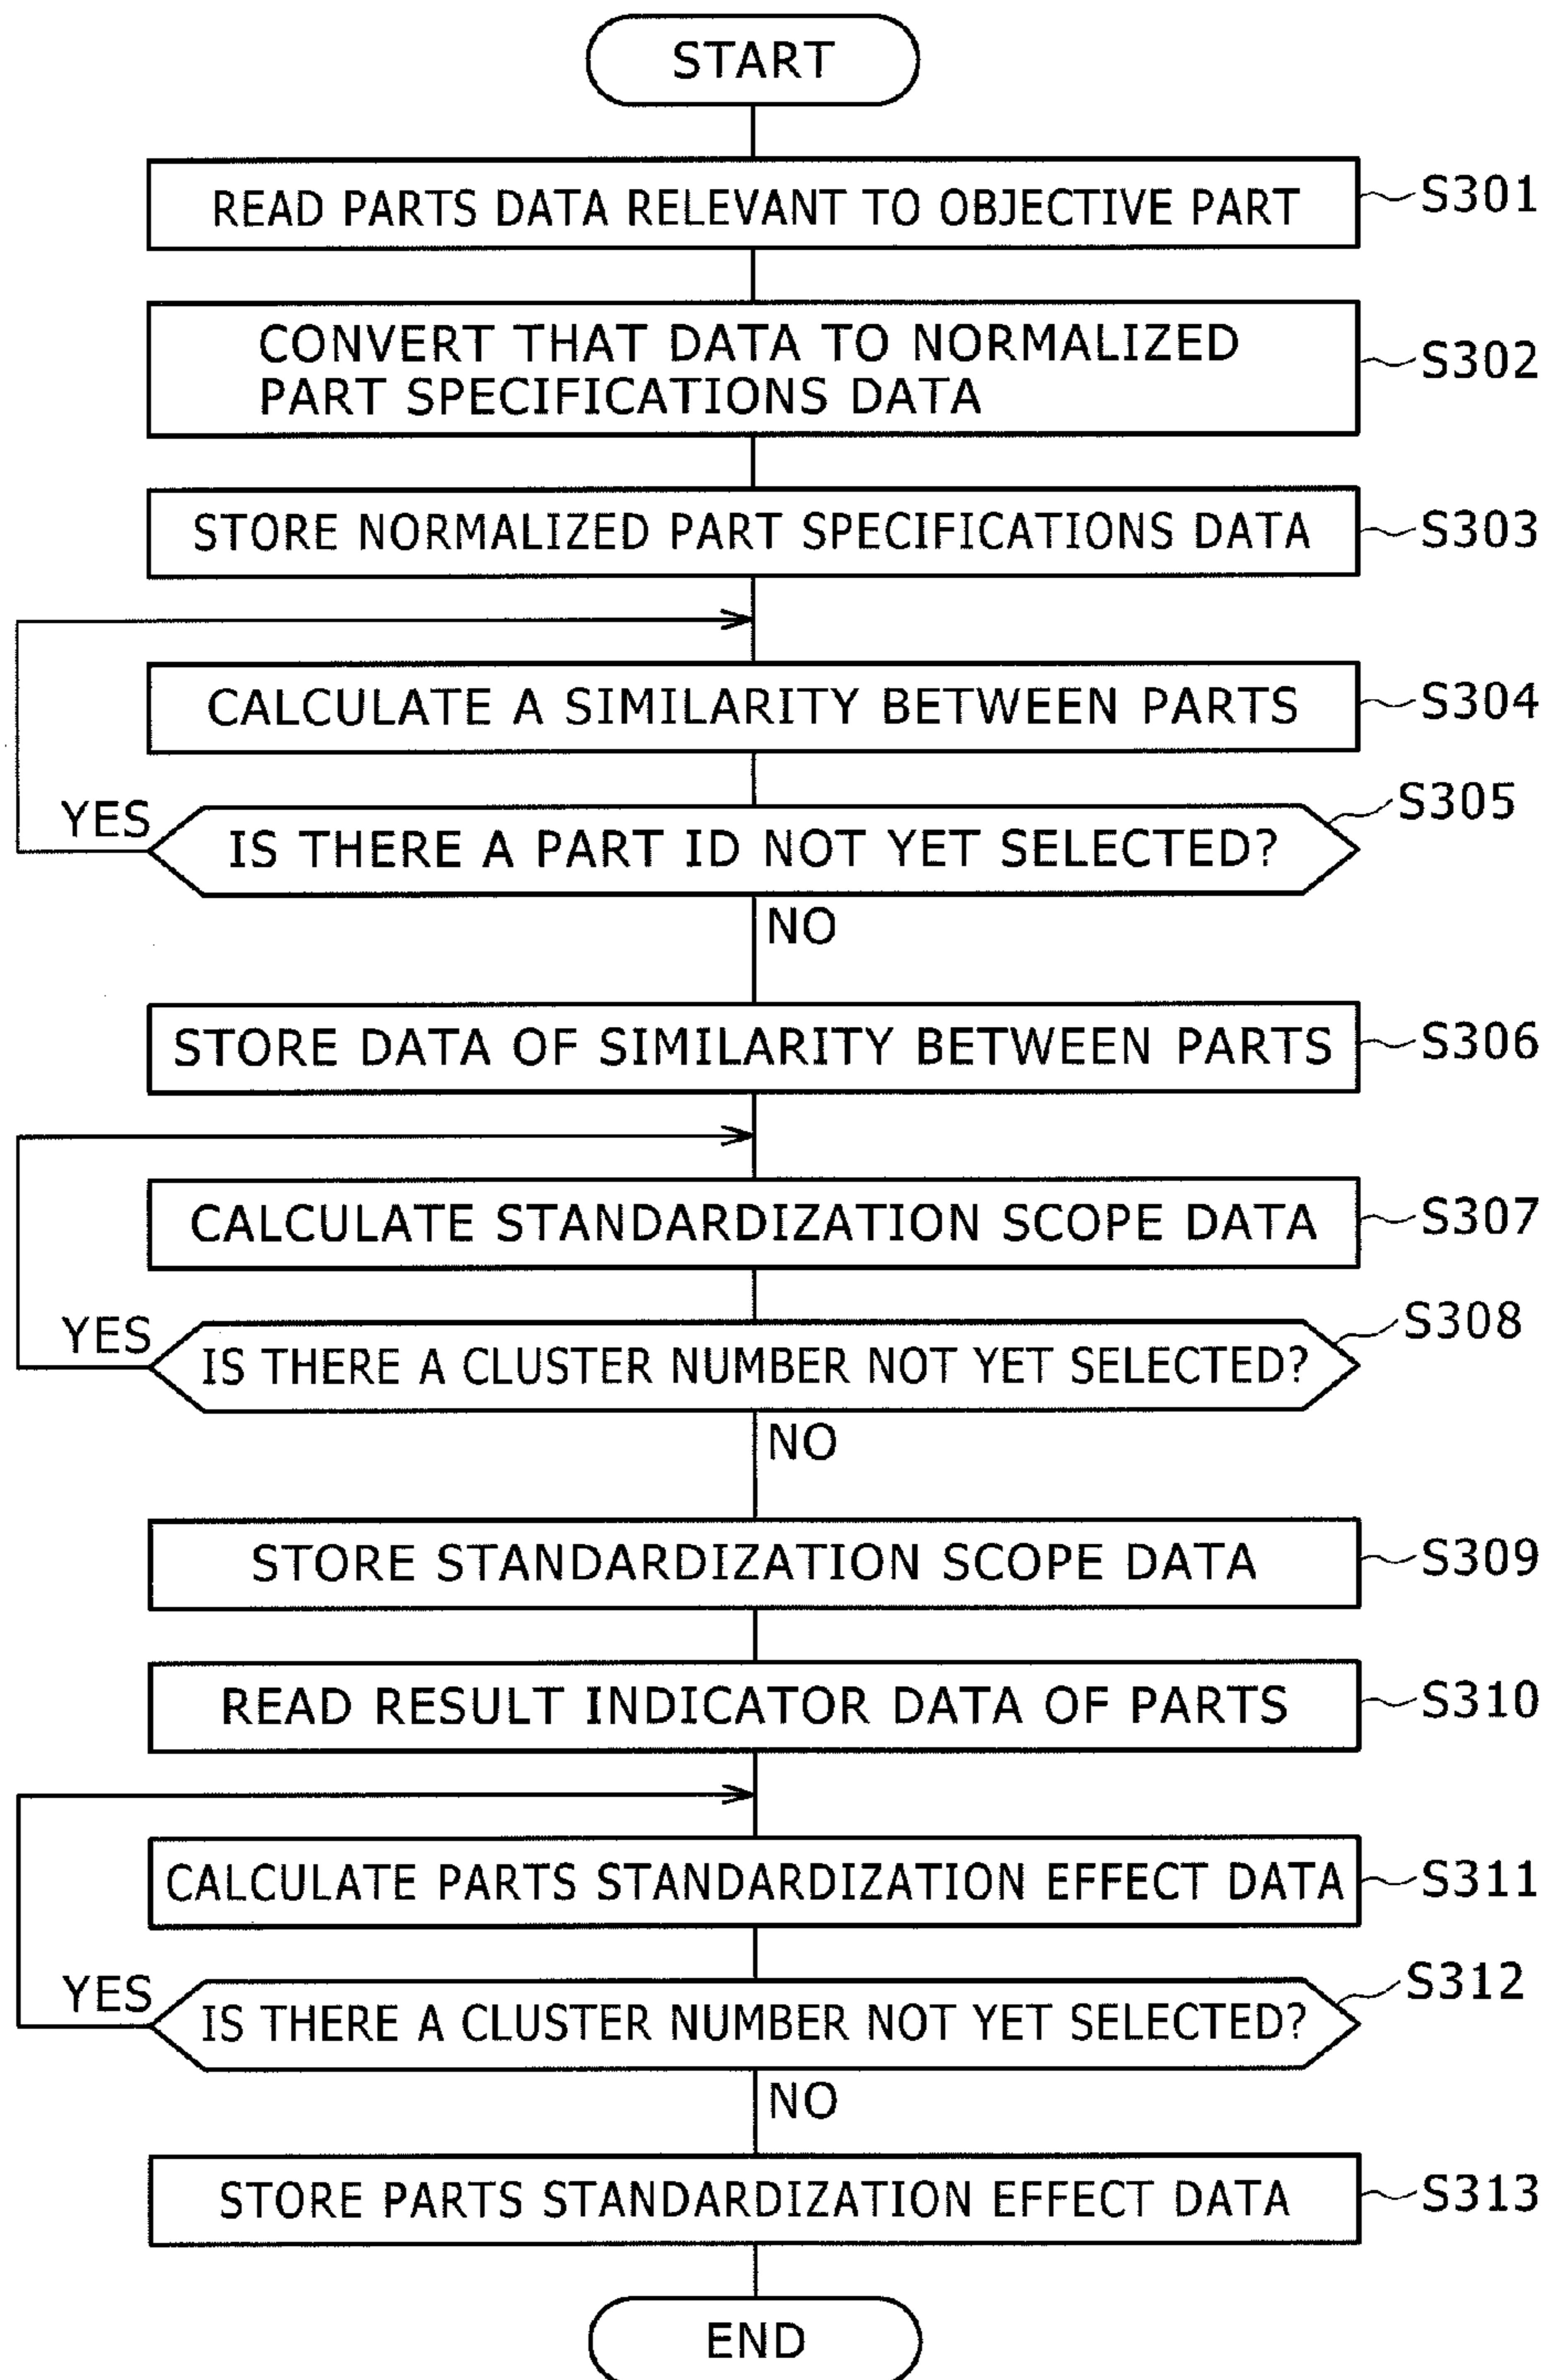 START
READ PARTS DATA RELEVANT TO OBJECTIVE PART
S301
CONVERT THAT DATA TO NORMALIZED
PART SPECIFICATIONS DATA
S302
STORE NORMALIZED PART SPECIFICATIONS DATA
S303
CALCULATE A SIMILARITY BETWEEN PARTS
S304
YES
IS THERE A PART ID NOT YET SELECTED?
S305
NO
STORE DATA OF SIMILARITY BETWEEN PARTS
S306
CALCULATE STANDARDIZATION SCOPE DATA
S307
YES
IS THERE A CLUSTER NUMBER NOT YET SELECTED?
S308
NO
STORE STANDARDIZATION SCOPE DATA
S309
READ RESULT INDICATOR DATA OF PARTS
S310
CALCULATE PARTS STANDARDIZATION EFFECT DATA
S311
YES
IS THERE A CLUSTER NUMBER NOT YET SELECTED?
S312
NO
STORE PARTS STANDARDIZATION EFFECT DATA
S313
END